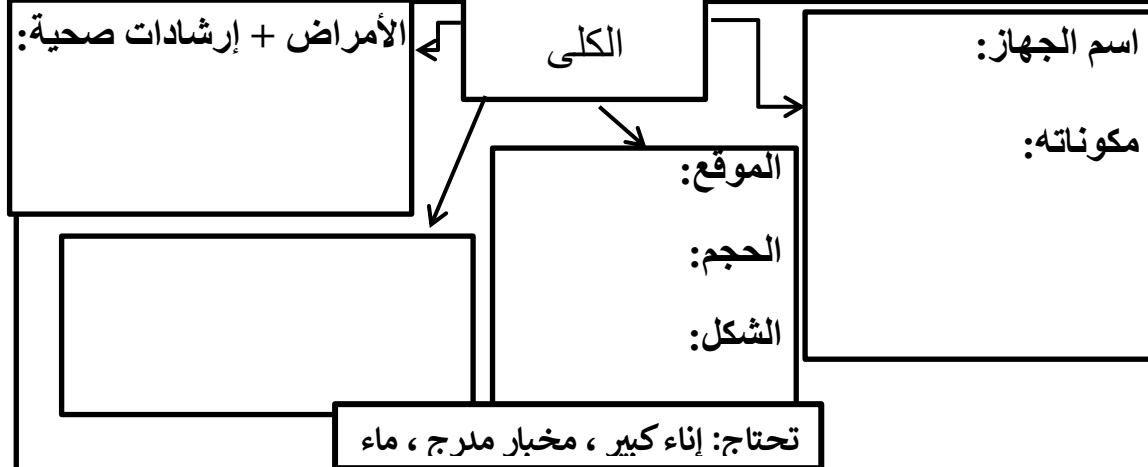 الكلى
اسم الجهاز:
مكوناته:
الأمراض + إرشادات صحية:
الموقع:
الحجم:
الشكل:
تحتاج: إناء كبير ، مخبار مدرج ، ماء